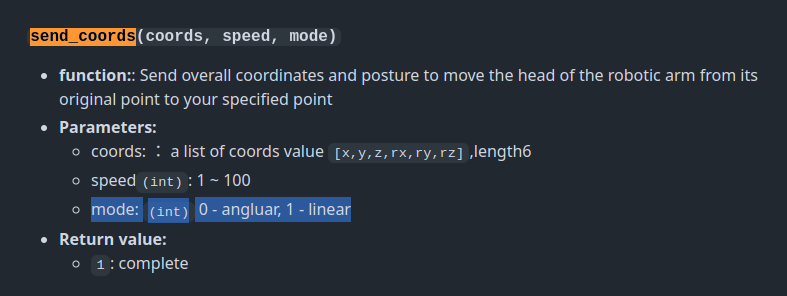 send_coords(coords, speed, mode)
function:: Send overall coordinates and posture to move the head of the robotic arm from its
original point to your specified point
Parameters:
coords: ： a list of coords value [x,y,z,rx,ry,rz] ,length6
speed (int) : 1 ~ 100
mode: (int) 0 - angluar, 1 - linear
Return value:
1 : complete